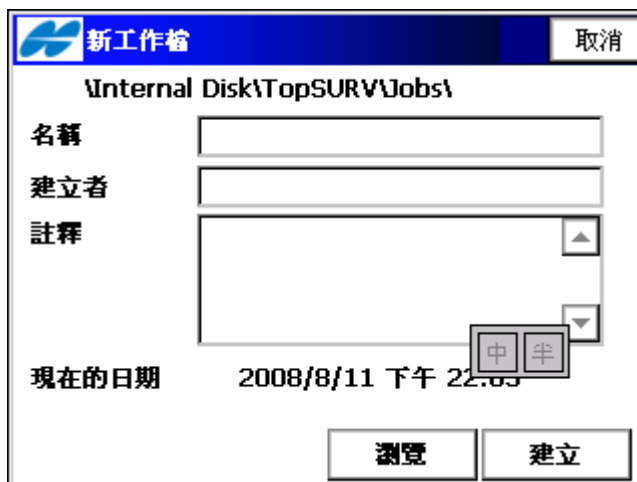 新工作檔 取消
\Internal Disk\TopSURV\Jobs\
名稱
建立者
註釋
中 半
現在的日期 2008/8/11 下午
瀏覽 建立